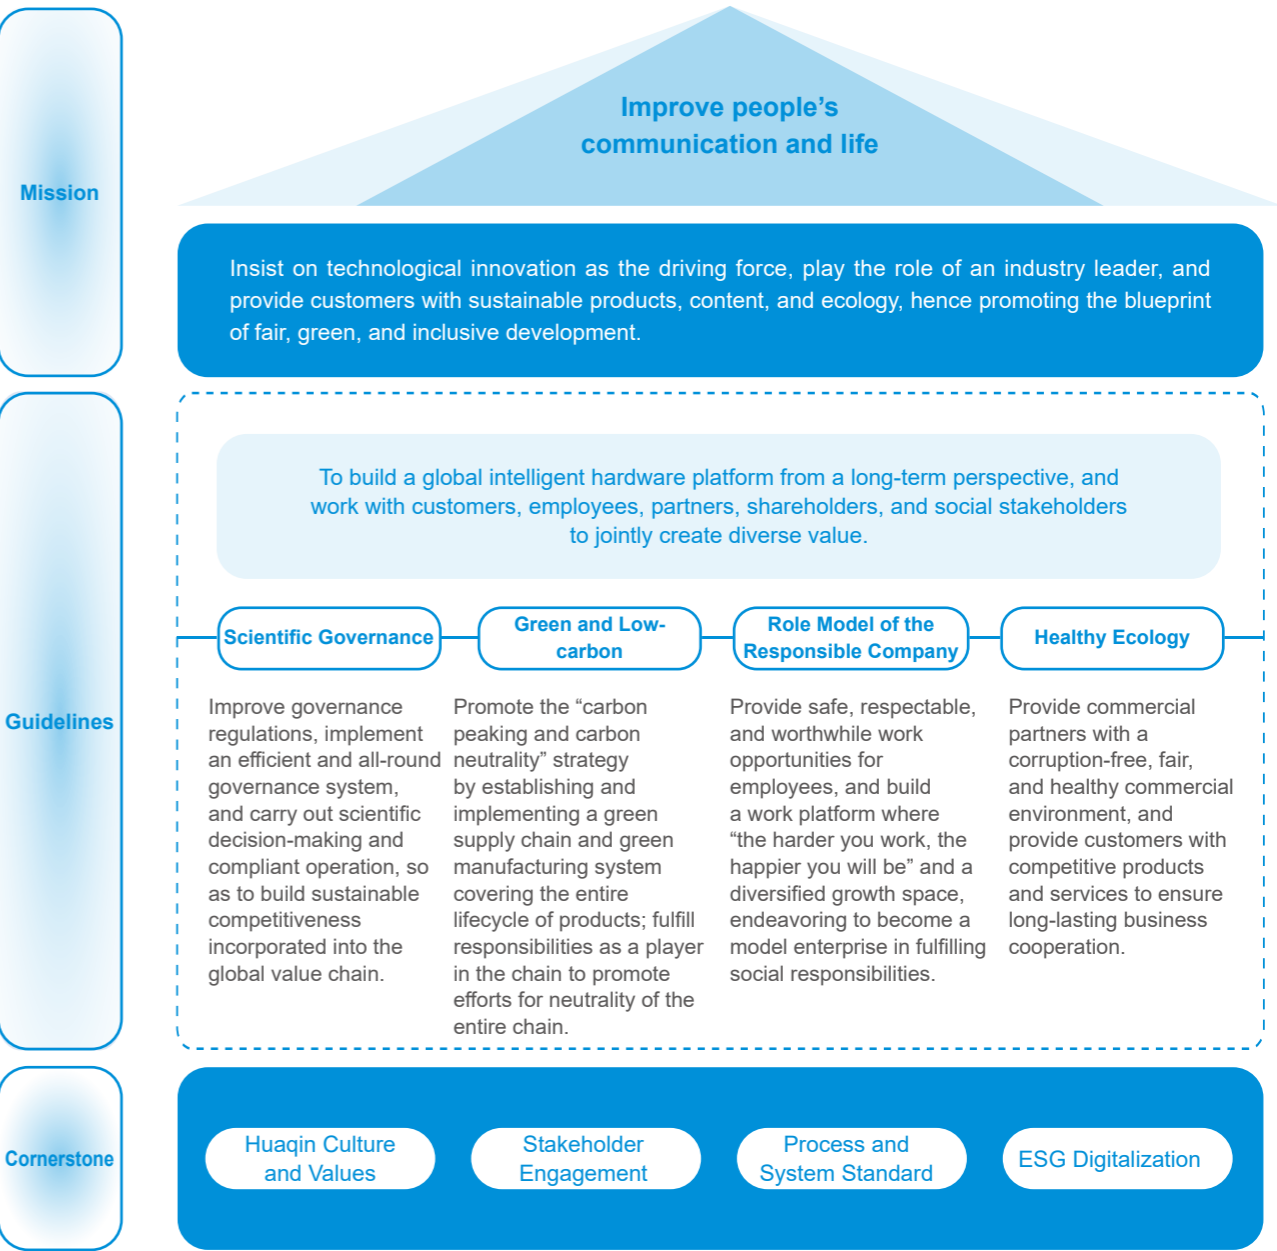 Mission
Improve people’s
communication and life
Insist on technological innovation as the driving force, play the role of an industry leader, and
provide customers with sustainable products, content, and ecology, hence promoting the blueprint
of fair, green, and inclusive development.
Guidelines
To build a global intelligent hardware platform from a long-term perspective, and
work with customers, employees, partners, shareholders, and social stakeholders
to jointly create diverse value.
Scientific Governance
Improve governance
regulations, implement
an efficient and all-round
governance system,
and carry out scientific
decision-making and
compliant operation, so
as to build sustainable
competitiveness
incorporated into the
global value chain.
Green and Low-
carbon
Promote the “carbon
peaking and carbon
neutrality” strategy
by establishing and
implementing a green
supply chain and green
manufacturing system
covering the entire
lifecycle of products; fulfill
responsibilities as a player
in the chain to promote
efforts for neutrality of the
entire chain.
Role Model of the
Responsible Company
Provide safe, respectable,
and worthwhile work
opportunities for
employees, and build
a work platform where
“the harder you work, the
happier you will be” and a
diversified growth space,
endeavoring to become a
model enterprise in fulfilling
social responsibilities.
Healthy Ecology
Provide commercial
partners with a
corruption-free, fair,
and healthy commercial
environment, and
provide customers with
competitive products
and services to ensure
long-lasting business
cooperation.
Cornerstone
Huaqin Culture
and Values
Stakeholder
Engagement
Process and
System Standard
ESG Digitalization